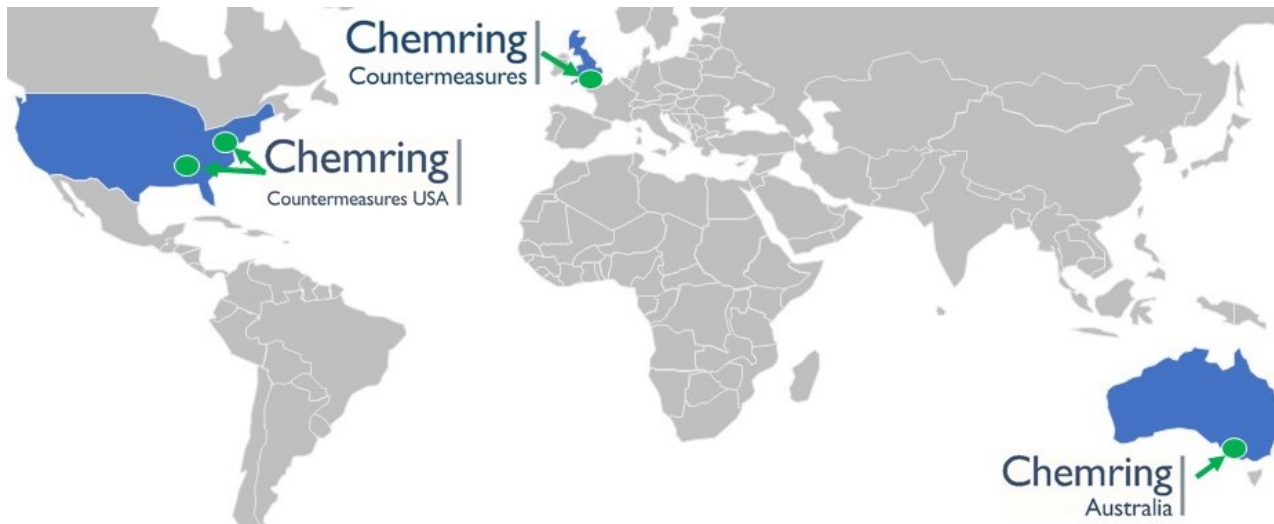 Chemring
Countermeasures
Chemring
Countermeasures USA
Chemring
Australia